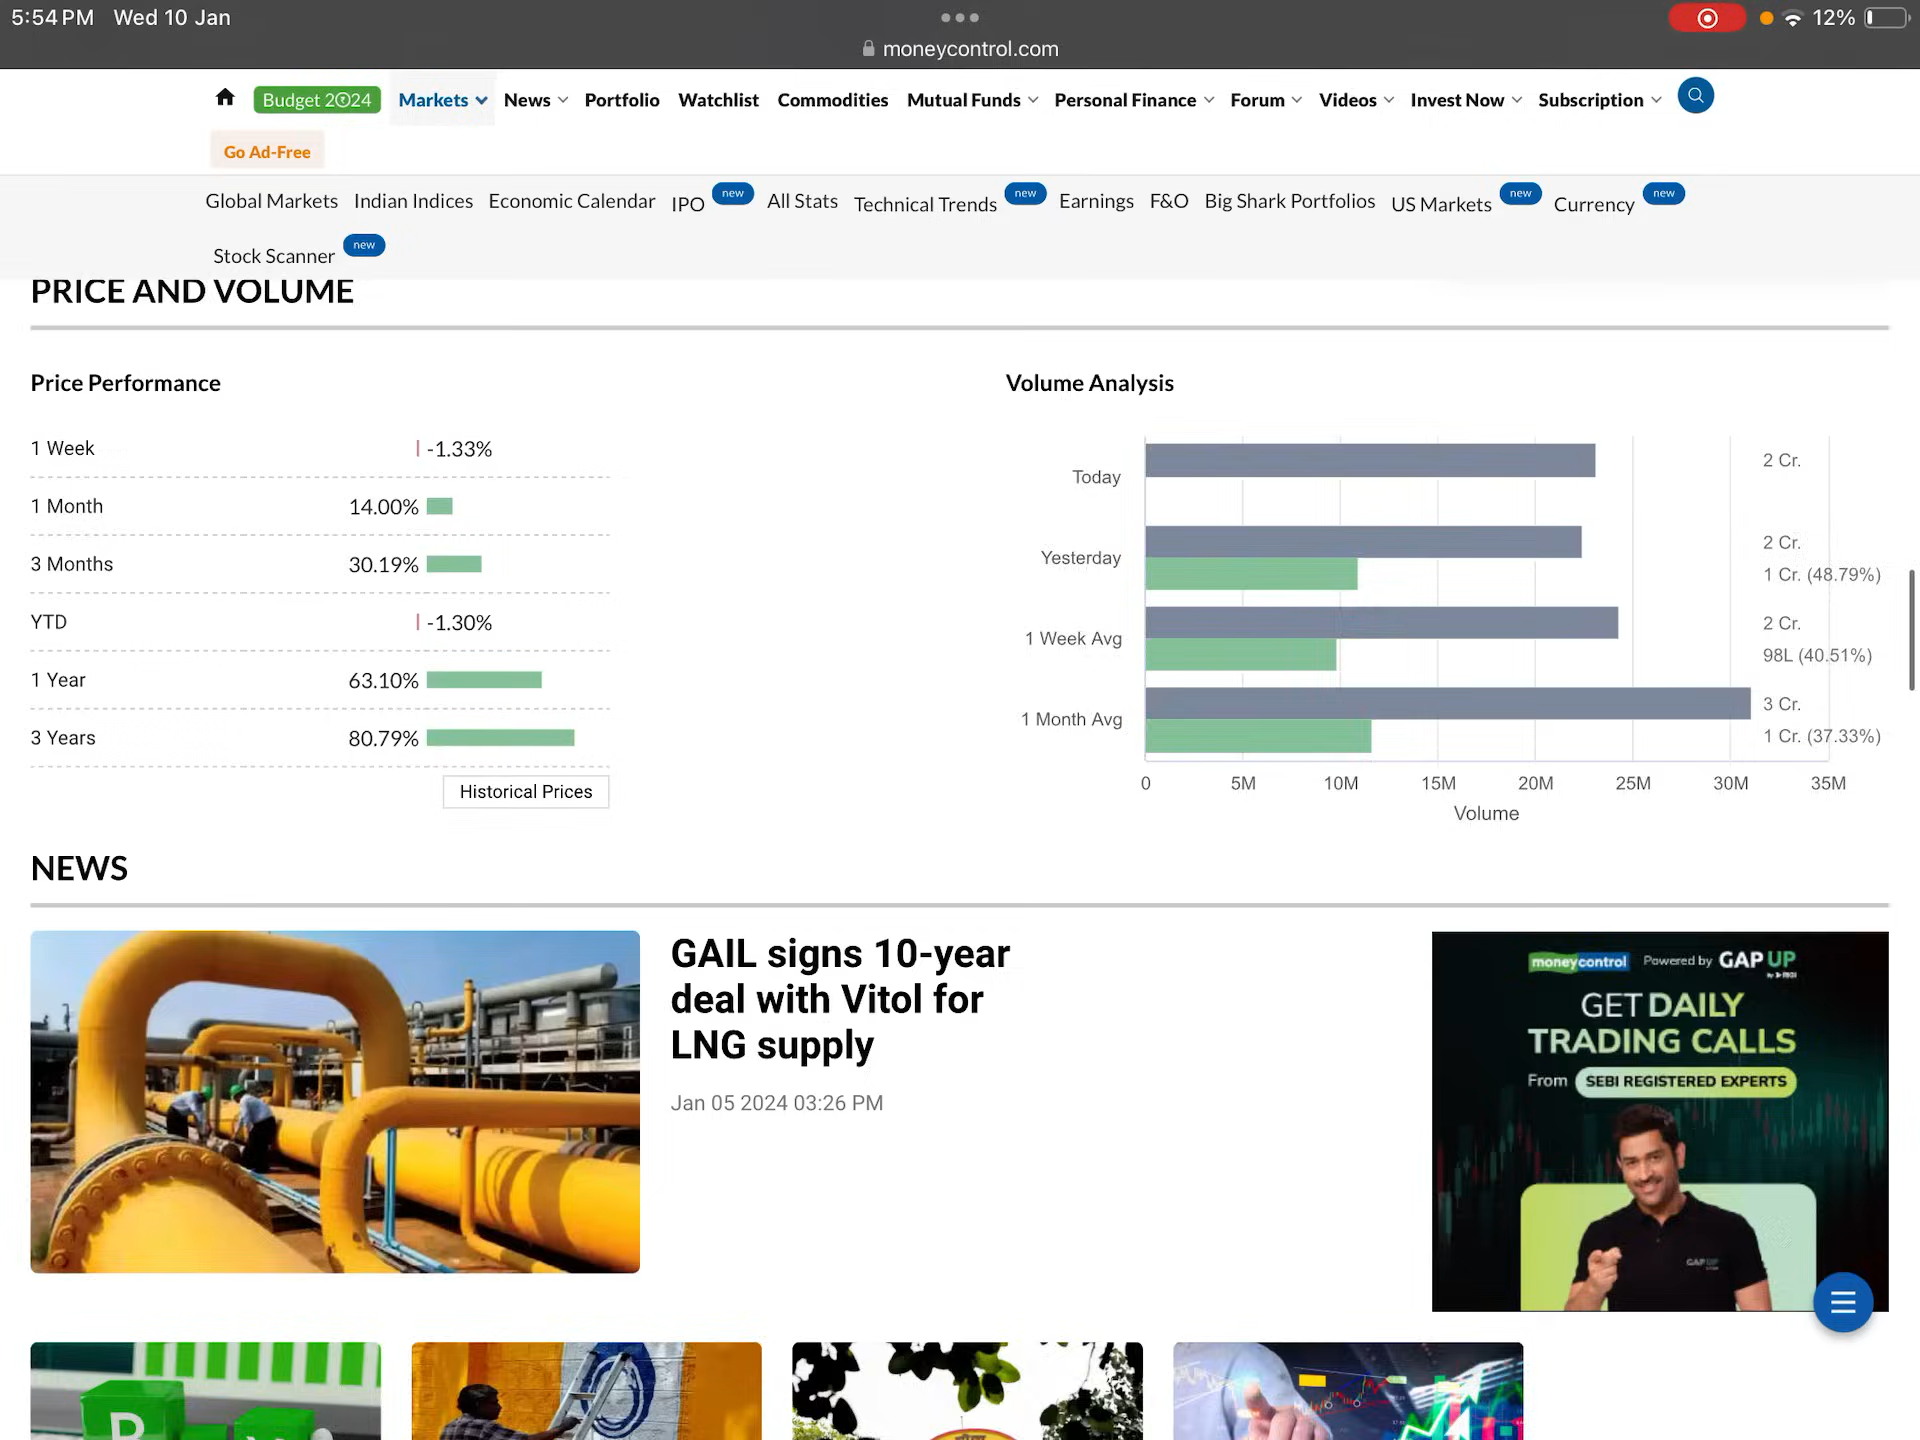 5:54 PM Wed 10 Jan
12%
moneycontrol.com
Budget 2024 Markets News Portfolio Watchlist Commodities Mutual Funds Personal Finance Forum Videos Invest Now Subscription
Go Ad-Free
Global Markets Indian Indices Economic Calendar IPO new All Stats Technical Trends new Earnings F&O Big Shark Portfolios US Markets new Currency new
Stock Scanner new
PRICE AND VOLUME
Price Performance
1 Week -1.33%
1 Month 14.00%
3 Months 30.19%
YTD -1.30%
1 Year 63.10%
3 Years 80.79%
Historical Prices
Volume Analysis
Today 2 Cr.
Yesterday 2 Cr.
1 Cr. (48.79%)
1 Week Avg 2 Cr.
98L (40.51%)
1 Month Avg 3 Cr.
1 Cr. (37.33%)
0 5M 10M 15M 20M 25M 30M 35M
Volume
NEWS
GAIL signs 10-year
deal with Vitol for
LNG supply
Jan 05 2024 03:26 PM
moneycontrol Powered by GAP UP
GET DAILY
TRADING CALLS
From SEBI REGISTERED EXPERTS
GAP UP